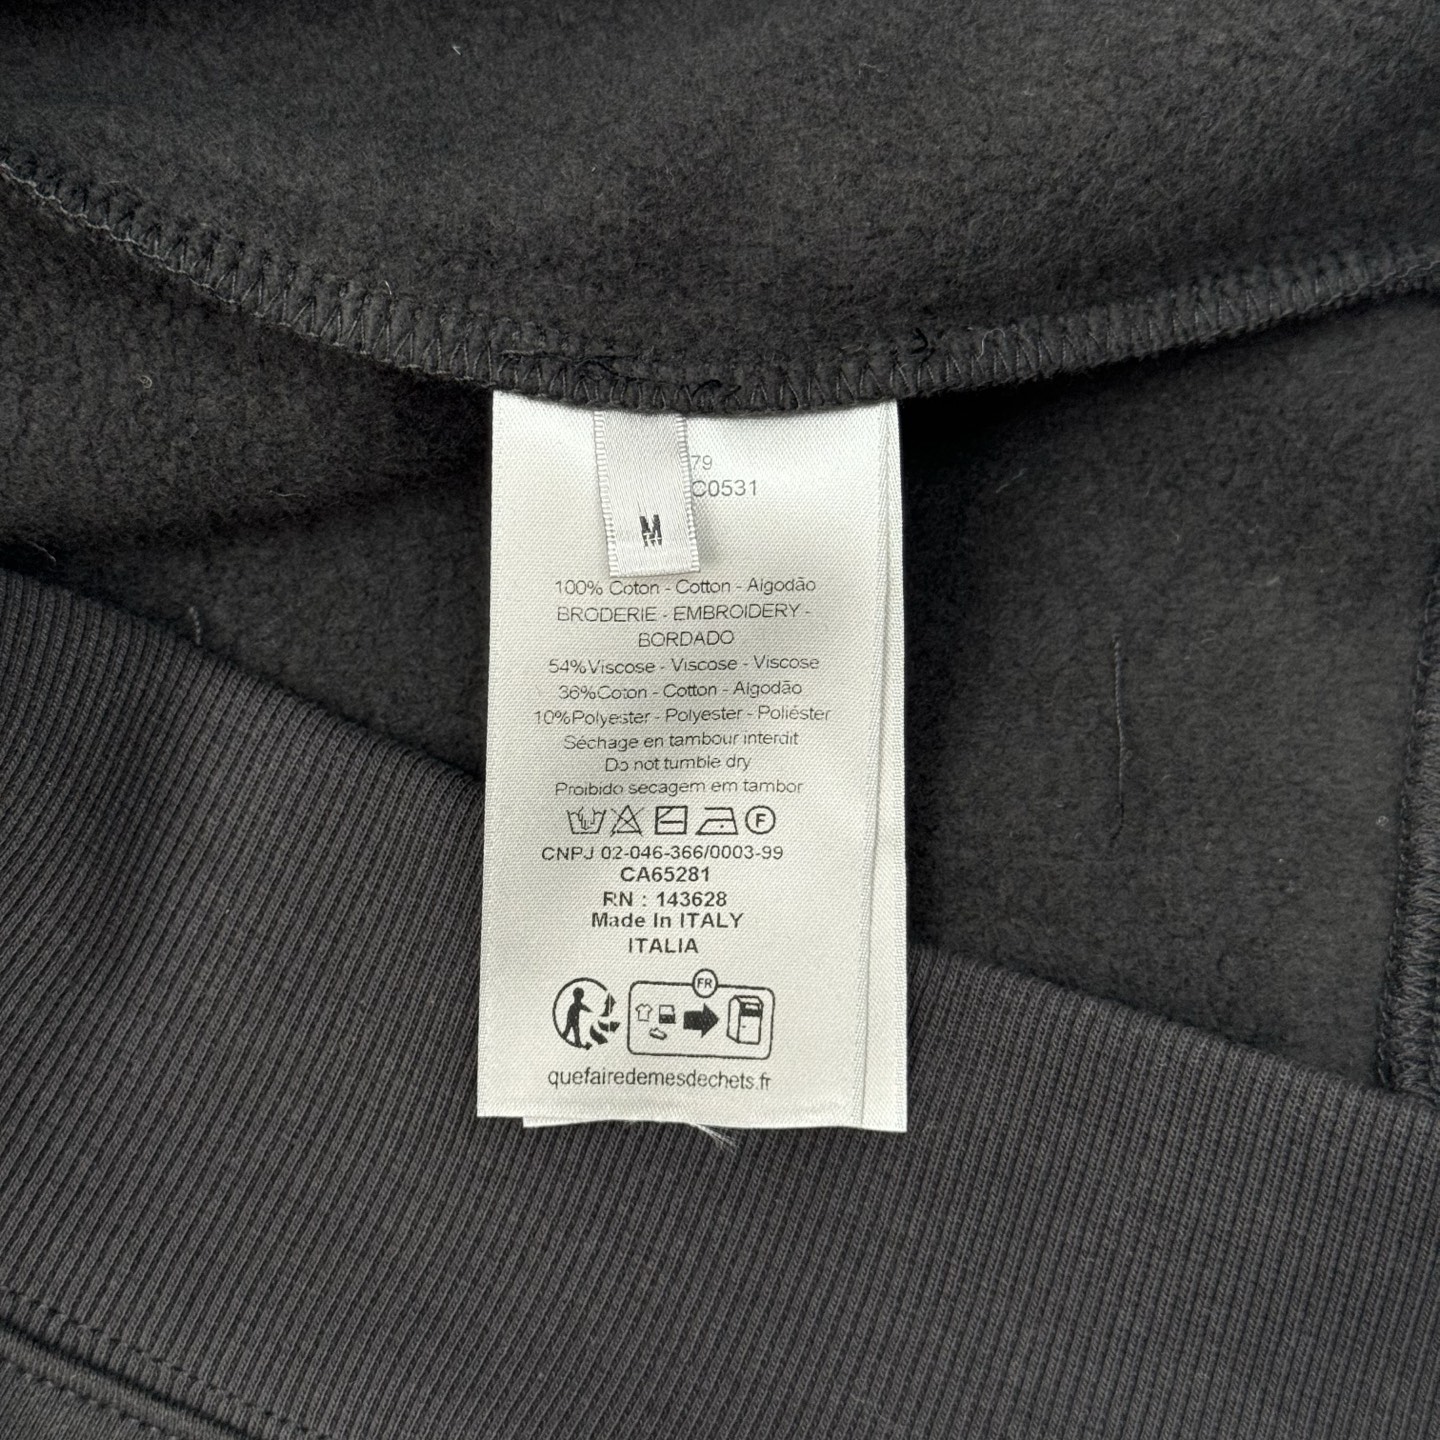 79
C0531
M
100% Coton - Cotton - Algodão
BRODERIE - EMBROIDERY -
BORDADO
54%Viscose - Viscose - Viscose
36%Coton - Cotton - Algodão
10%Polyester - Polyester - Poliéster
Séchage en tambour interdit
Do not tumble dry
Proibido secagem em tambor
F
CNPJ 02-046-366/0003-99
CA65281
RN : 143628
Made In ITALY
ITALIA
FR
quefairedemesdechets.fr